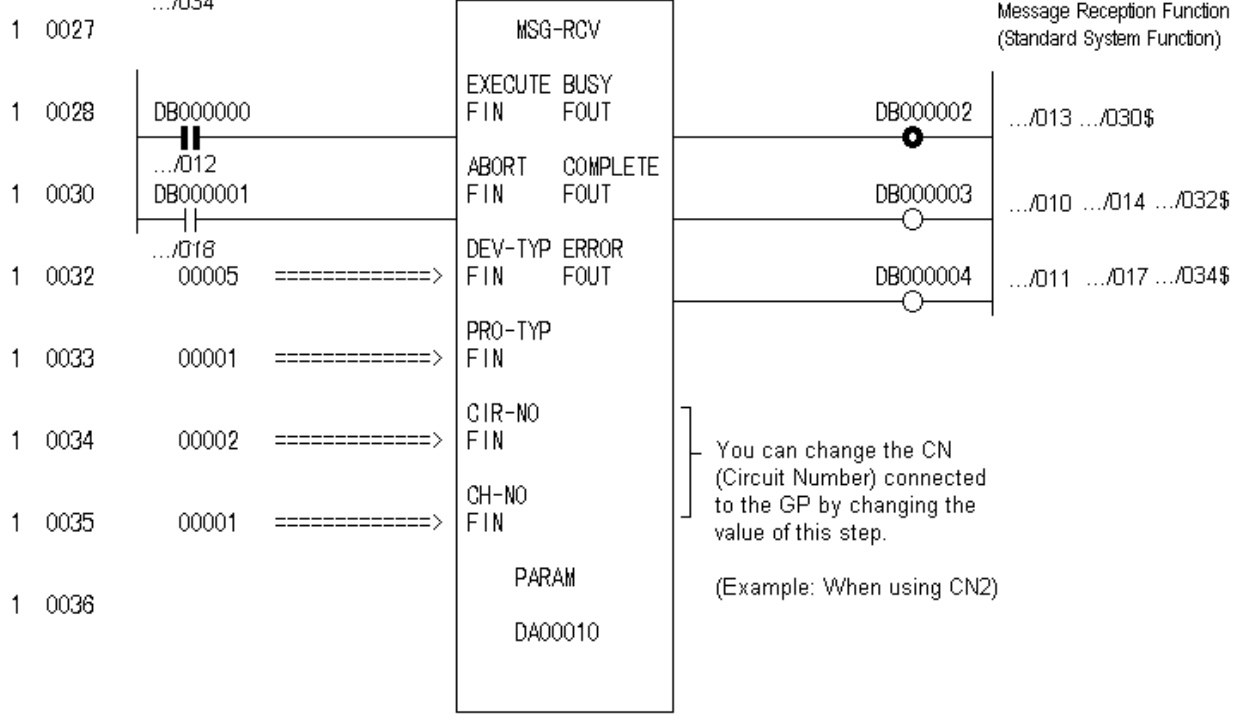 .../034
1 0027 MSG-RCV Message Reception Function
(Standard System Function)
EXECUTE BUSY
1 0028 DB000000 FIN FOUT DB000002 .../013 .../030$
.../012 ABORT COMPLETE
1 0030 DB000001 FIN FOUT DB000003 .../010 .../014 .../032$
.../018 DEV-TYP ERROR
1 0032 00005 =============> FIN FOUT DB000004 .../011 .../017 .../034$
PRO-TYP
1 0033 00001 =============> FIN
CIR-NO
1 0034 00002 =============> FIN
You can change the CN
(Circuit Number) connected
to the GP by changing the
value of this step.
CH-NO
1 0035 00001 =============> FIN
(Example: When using CN2)
PARAM
1 0036
DA00010